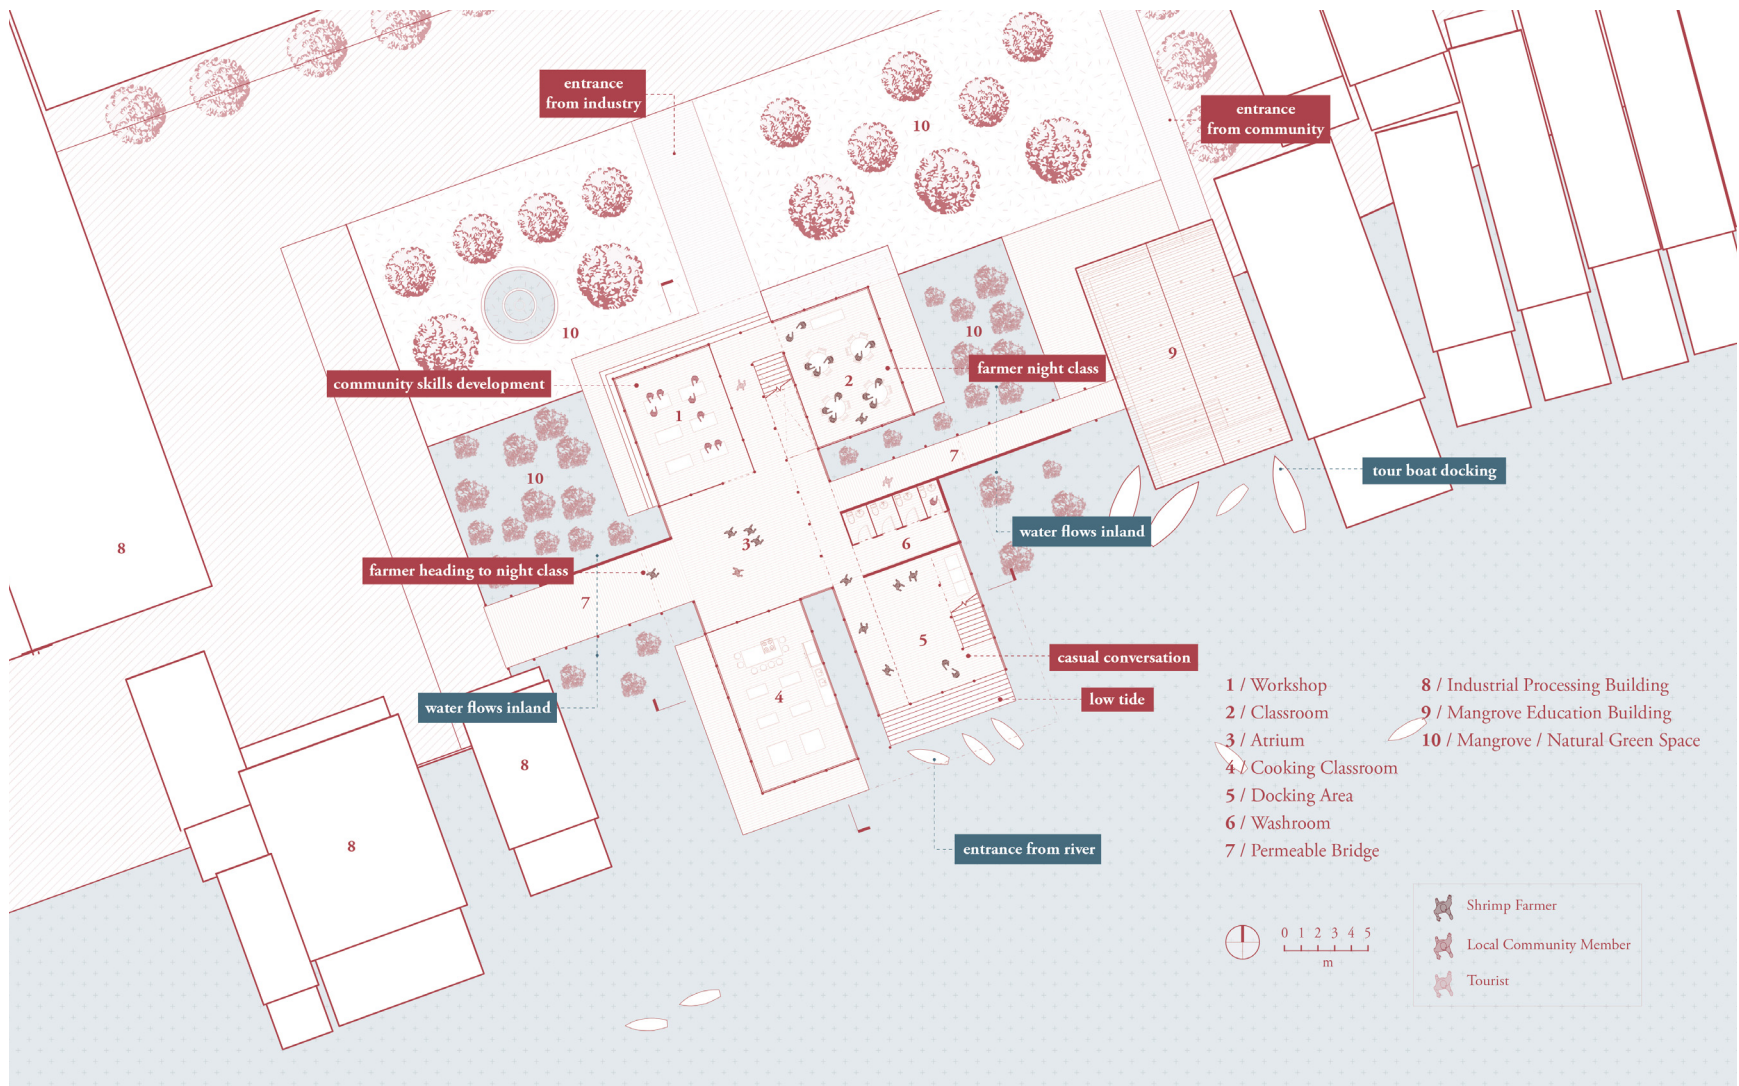 entrance
from industry
entrance
from community
10
10
10
9
community skills development
farmer night class
1
2
10
7
tour boat docking
water flows inland
3
6
farmer heading to night class
8
7
5
casual conversation
4
low tide
water flows inland
8
8
entrance from river
1 / Workshop
2 / Classroom
3 / Atrium
4 / Cooking Classroom
5 / Docking Area
6 / Washroom
7 / Permeable Bridge
8 / Industrial Processing Building
9 / Mangrove Education Building
10 / Mangrove / Natural Green Space
0 1 2 3 4 5
m
Shrimp Farmer
Local Community Member
Tourist